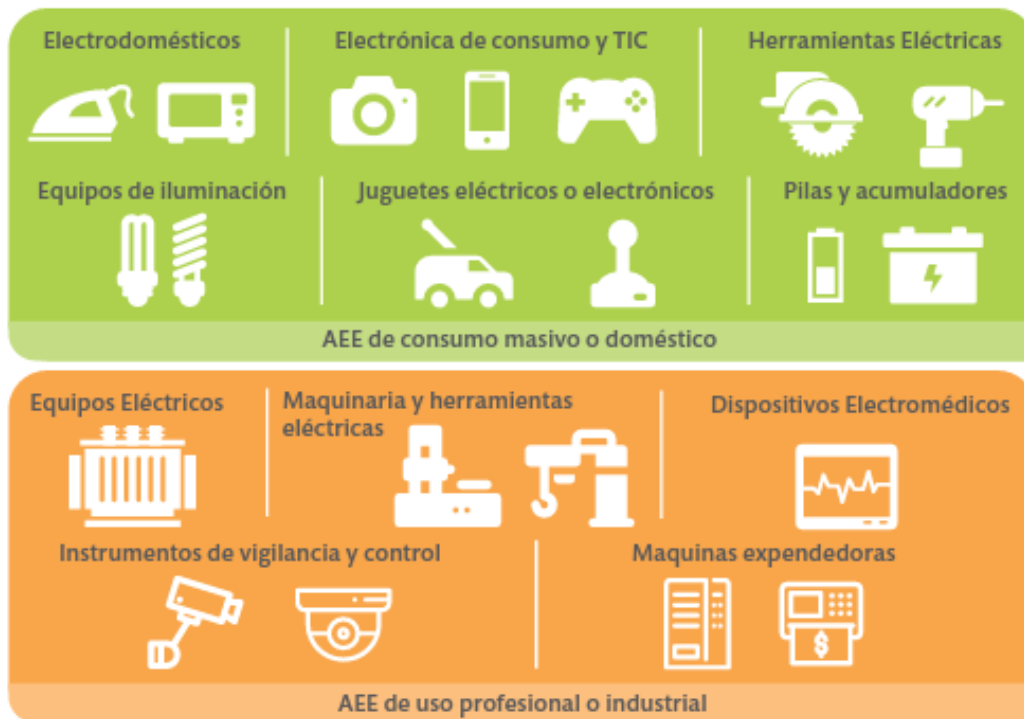 Electrodomésticos
Electrónica de consumo y TIC
Herramientas Eléctricas
Equipos de iluminación
Juguetes eléctricos o electrónicos
Pilas y acumuladores
AEE de consumo masivo o doméstico
Equipos Eléctricos
Maquinaria y herramientas
eléctricas
Dispositivos Electromédicos
Instrumentos de vigilancia y control
Maquinas expendedoras
$
AEE de uso profesional o industrial